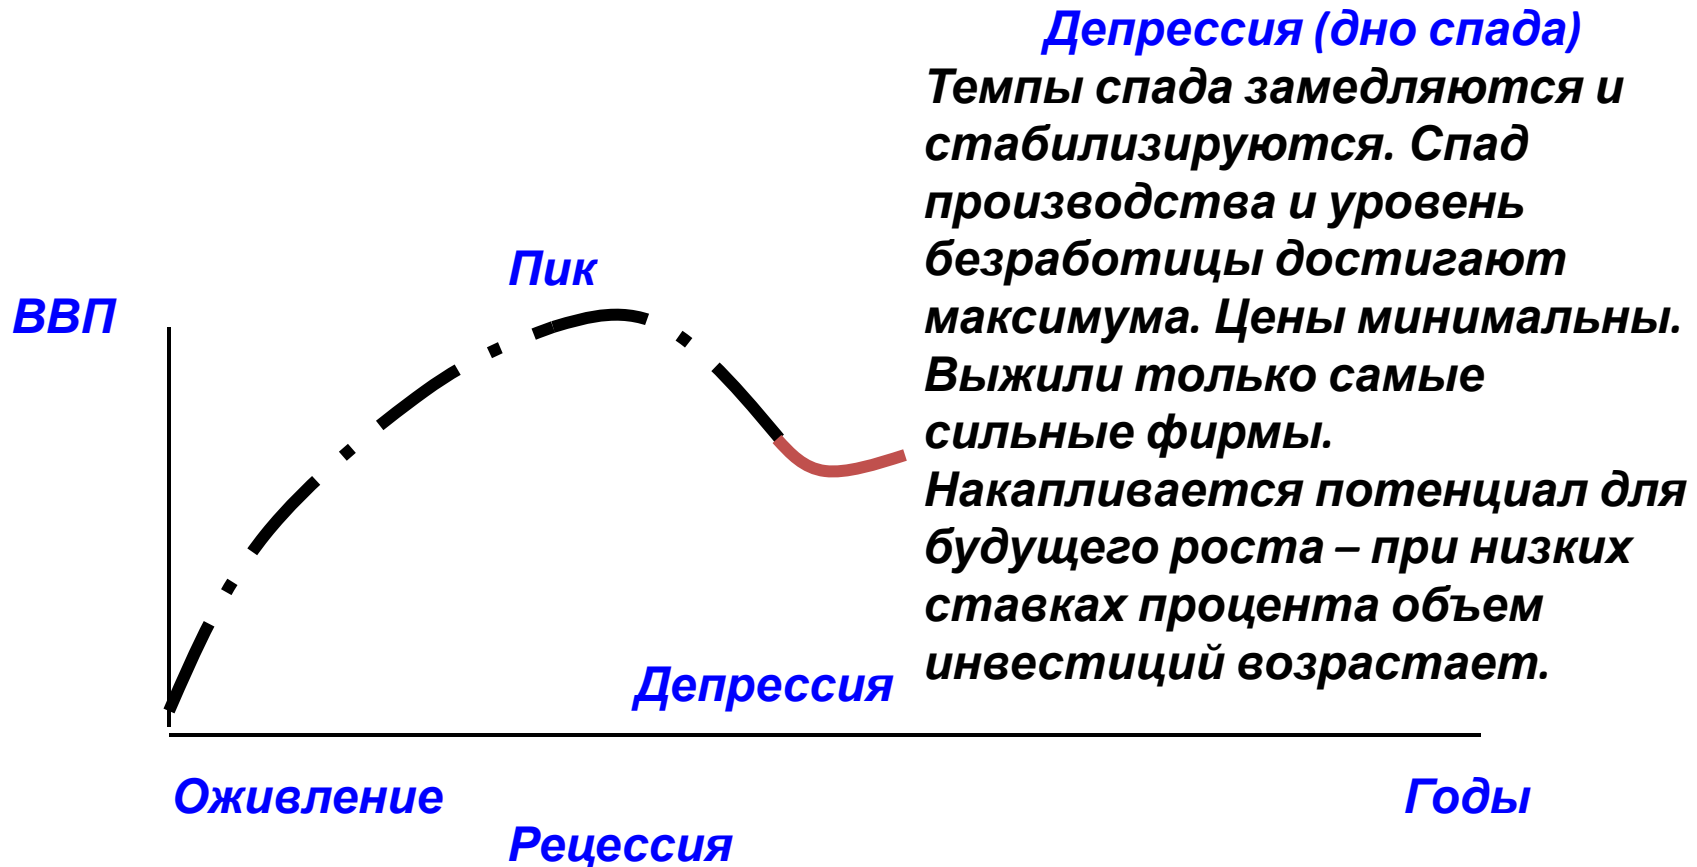 Депрессия (дно спада)
Темпы спада замедляются и
стабилизируются. Спад
производства и уровень
безработицы достигают
максимума. Цены минимальны.
Выжили только самые
сильные фирмы.
Накапливается потенциал для
будущего роста – при низких
ставках процента объем
инвестиций возрастает.
Пик
ВВП
Депрессия
Оживление
Годы
Рецессия